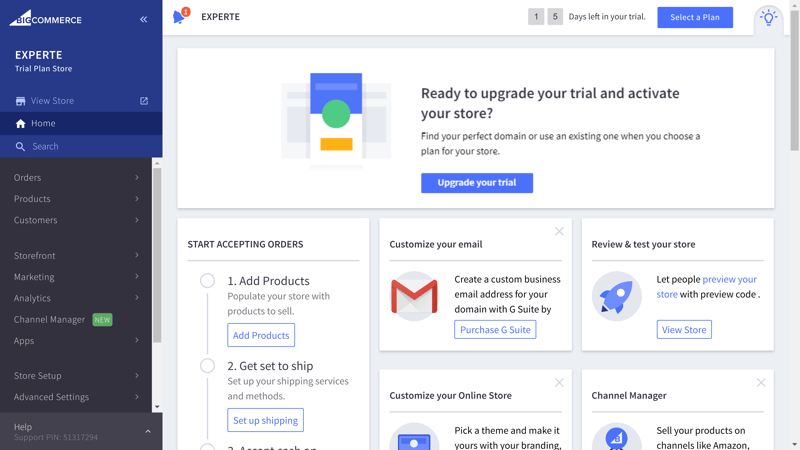 BIGCOMMERCE
EXPERTE
Trial Plan Store
View Store
Home
Search
Orders
Products
Customers
Storefront
Marketing
Analytics
Channel Manager NEW
Apps
Store Setup
Advanced Settings
Help
Support PIN: 51317294
1
EXPERTE
1 5 Days left in your trial.
Select a Plan
Ready to upgrade your trial and activate
your store?
Find your perfect domain or use an existing one when you choose a
plan for your store.
Upgrade your trial
START ACCEPTING ORDERS
1. Add Products
Populate your store with
products to sell.
Add Products
2. Get set to ship
Set up your shipping services
and methods.
Set up shipping
3. Accept cash on
Customize your email
Create a custom business
email address for your
domain with G Suite by
Purchase G Suite
Review & test your store
Let people preview your
store with preview code .
View Store
Customize your Online Store
Pick a theme and make it
yours with your branding,
Channel Manager
Sell your products on
channels like Amazon,